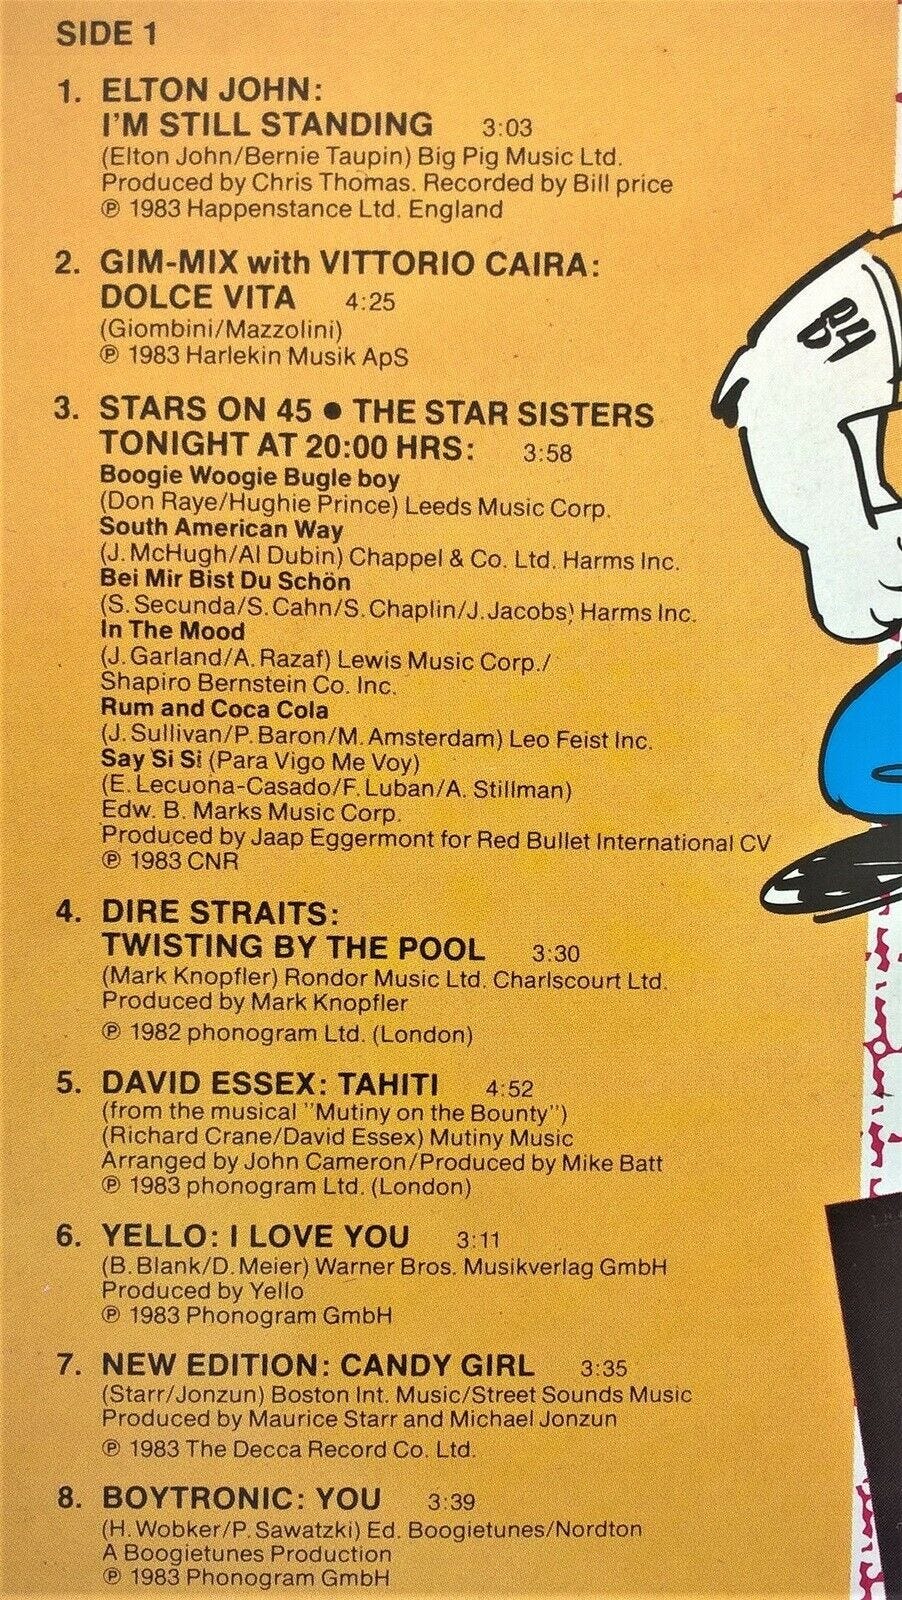 SIDE 1
1. ELTON JOHN:
I'M STILL STANDING 3:03
(Elton John/Bernie Taupin) Big Pig Music Ltd.
Produced by Chris Thomas. Recorded by Bill price
℗ 1983 Happenstance Ltd. England
2. GIM-MIX with VITTORIO CAIRA:
DOLCE VITA 4:25
(Giombini/Mazzolini)
℗ 1983 Harlekin Musik ApS
3. STARS ON 45 ● THE STAR SISTERS
TONIGHT AT 20:00 HRS: 3:58
Boogie Woogie Bugle boy
(Don Raye/Hughie Prince) Leeds Music Corp.
South American Way
(J. McHugh/Al Dubin) Chappel & Co. Ltd. Harms Inc.
Bei Mir Bist Du Schön
(S. Secunda/S. Cahn/S. Chaplin/J. Jacobs) Harms Inc.
In The Mood
(J. Garland/A. Razaf) Lewis Music Corp./
Shapiro Bernstein Co. Inc.
Rum and Coca Cola
(J. Sullivan/P. Baron/M. Amsterdam) Leo Feist Inc.
Say Si Si (Para Vigo Me Voy)
(E. Lecuona-Casado/F. Luban/A. Stillman)
Edw. B. Marks Music Corp.
Produced by Jaap Eggermont for Red Bullet International CV
℗ 1983 CNR
4. DIRE STRAITS:
TWISTING BY THE POOL 3:30
(Mark Knopfler) Rondor Music Ltd. Charlscourt Ltd.
Produced by Mark Knopfler
℗ 1982 phonogram Ltd. (London)
5. DAVID ESSEX: TAHITI 4:52
(from the musical "Mutiny on the Bounty")
(Richard Crane/David Essex) Mutiny Music
Arranged by John Cameron/Produced by Mike Batt
℗ 1983 phonogram Ltd. (London)
6. YELLO: I LOVE YOU 3:11
(B. Blank/D. Meier) Warner Bros. Musikverlag GmbH
Produced by Yello
℗ 1983 Phonogram GmbH
7. NEW EDITION: CANDY GIRL 3:35
(Starr/Jonzun) Boston Int. Music/Street Sounds Music
Produced by Maurice Starr and Michael Jonzun
℗ 1983 The Decca Record Co. Ltd.
8. BOYTRONIC: YOU 3:39
(H. Wobker/P. Sawatzki) Ed. Boogietunes/Nordton
A Boogietunes Production
℗ 1983 Phonogram GmbH